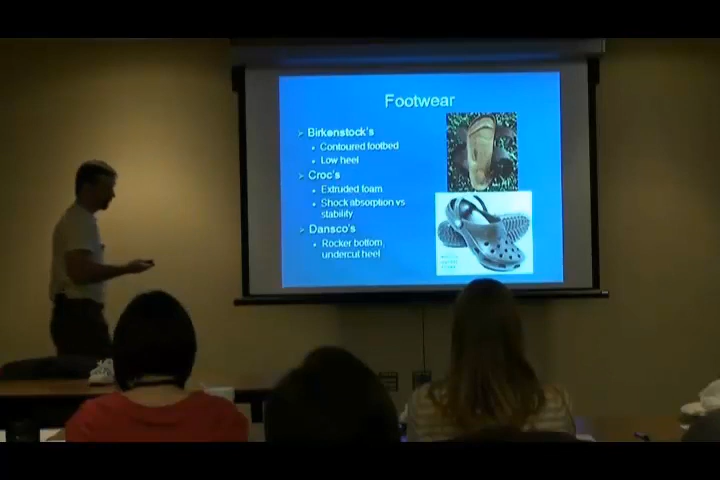 Footwear
Birkenstock's
Contoured footbed
Low heel
Croc's
Extruded foam
Shock absorption vs
stability
Dansco's
Rocker bottom,
undercut heel